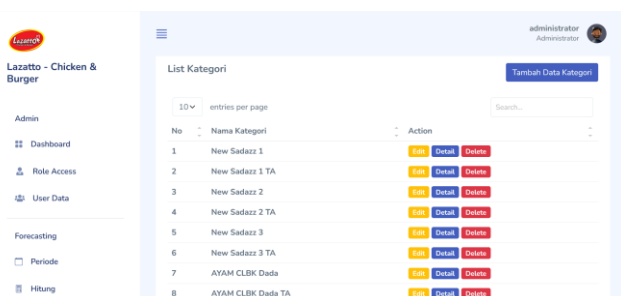 Lazatto
administrator
Administrator
Lazatto - Chicken &
Burger
List Kategori
Tambah Data Kategori
10 entries per page
Search...
Admin
No Nama Kategori Action
Dashboard
1 New Sadazz 1 Edit Detail Delete
Role Access
2 New Sadazz 1 TA Edit Detail Delete
3 New Sadazz 2 Edit Detail Delete
User Data
4 New Sadazz 2 TA Edit Detail Delete
Forecasting
5 New Sadazz 3 Edit Detail Delete
6 New Sadazz 3 TA Edit Detail Delete
Periode
7 AYAM CLBK Dada Edit Detail Delete
Hitung
8 AYAM CLBK Dada TA Edit Detail Delete